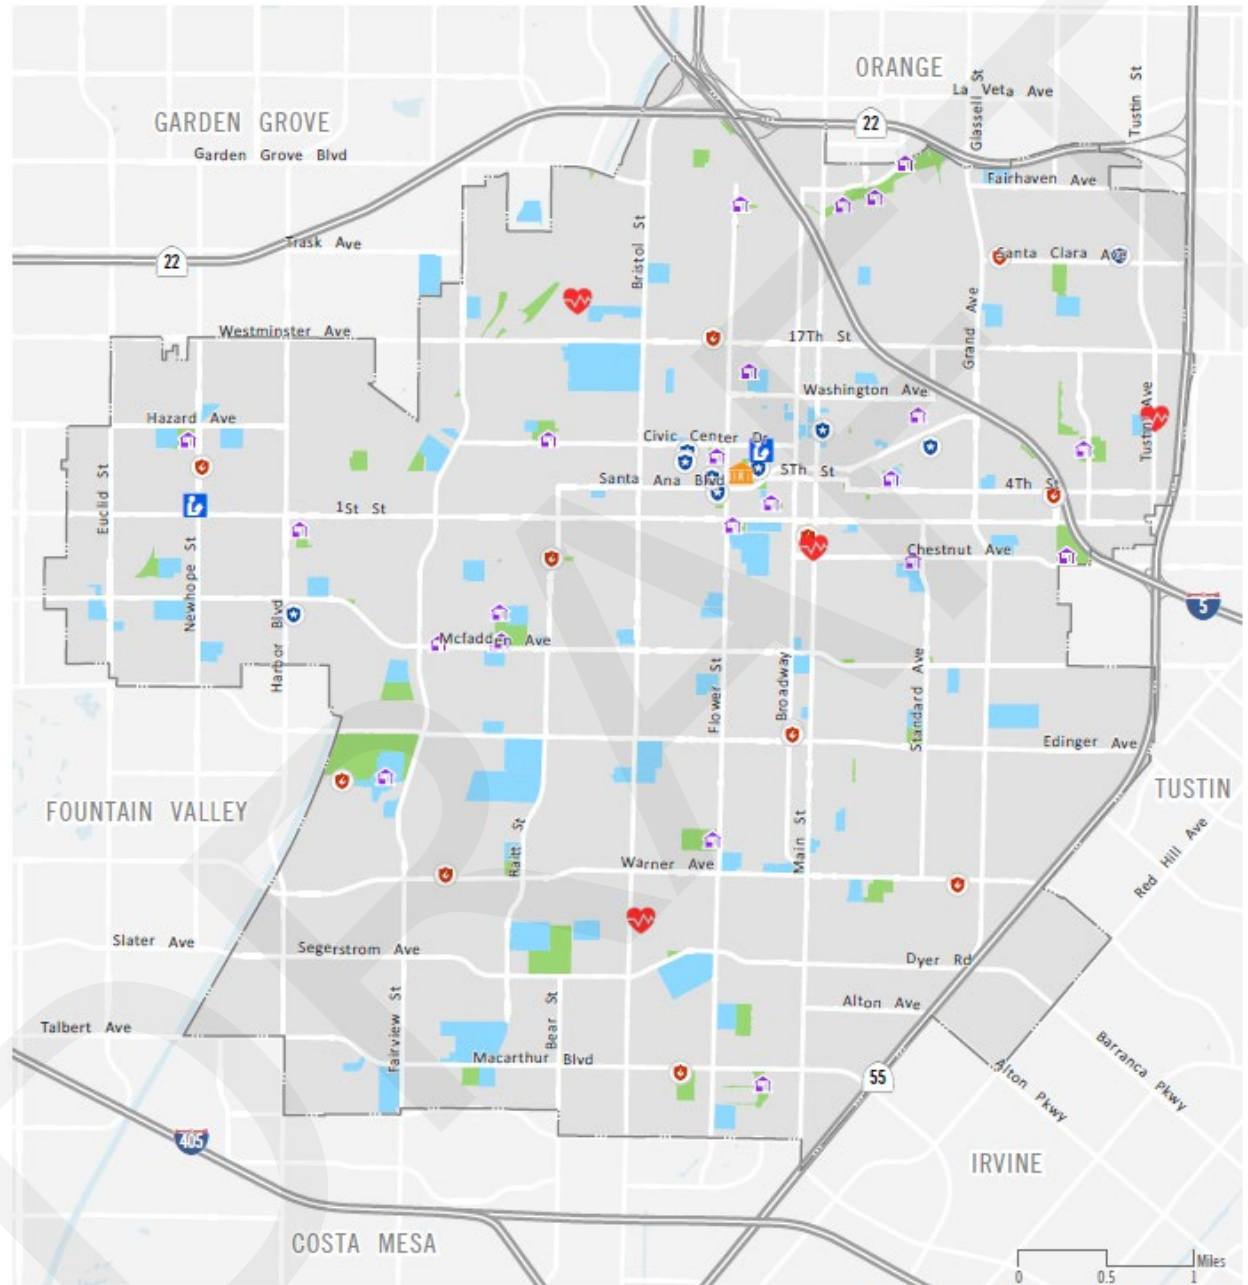 ORANGE
La Veta Ave
Glassell St
Tustin St
GARDEN GROVE
22
Garden Grove Blvd
Fairhaven Ave
Trask Ave
22
Bristol St
Santa Clara Ave
Westminster Ave
17Th St
Grand Ave
Washington Ave
Tustin Ave
Hazard Ave
Civic Center Dr
5Th St
Santa Ana Blvd
4Th St
Euclid St
1St St
Newhope St
Chestnut Ave
5
Harbor Blvd
Mcfadden Ave
Flower St
Broadway
Standard Ave
Edinger Ave
TUSTIN
FOUNTAIN VALLEY
Raitt St
Main St
Warner Ave
Red Hill Ave
Slater Ave
Segerstrom Ave
Dyer Rd
Alton Ave
Talbert Ave
Fairview St
Bear St
Macarthur Blvd
Barranca Pkwy
55
Alton Pkwy
405
IRVINE
COSTA MESA
Miles
0 0.5 1
DRAFT